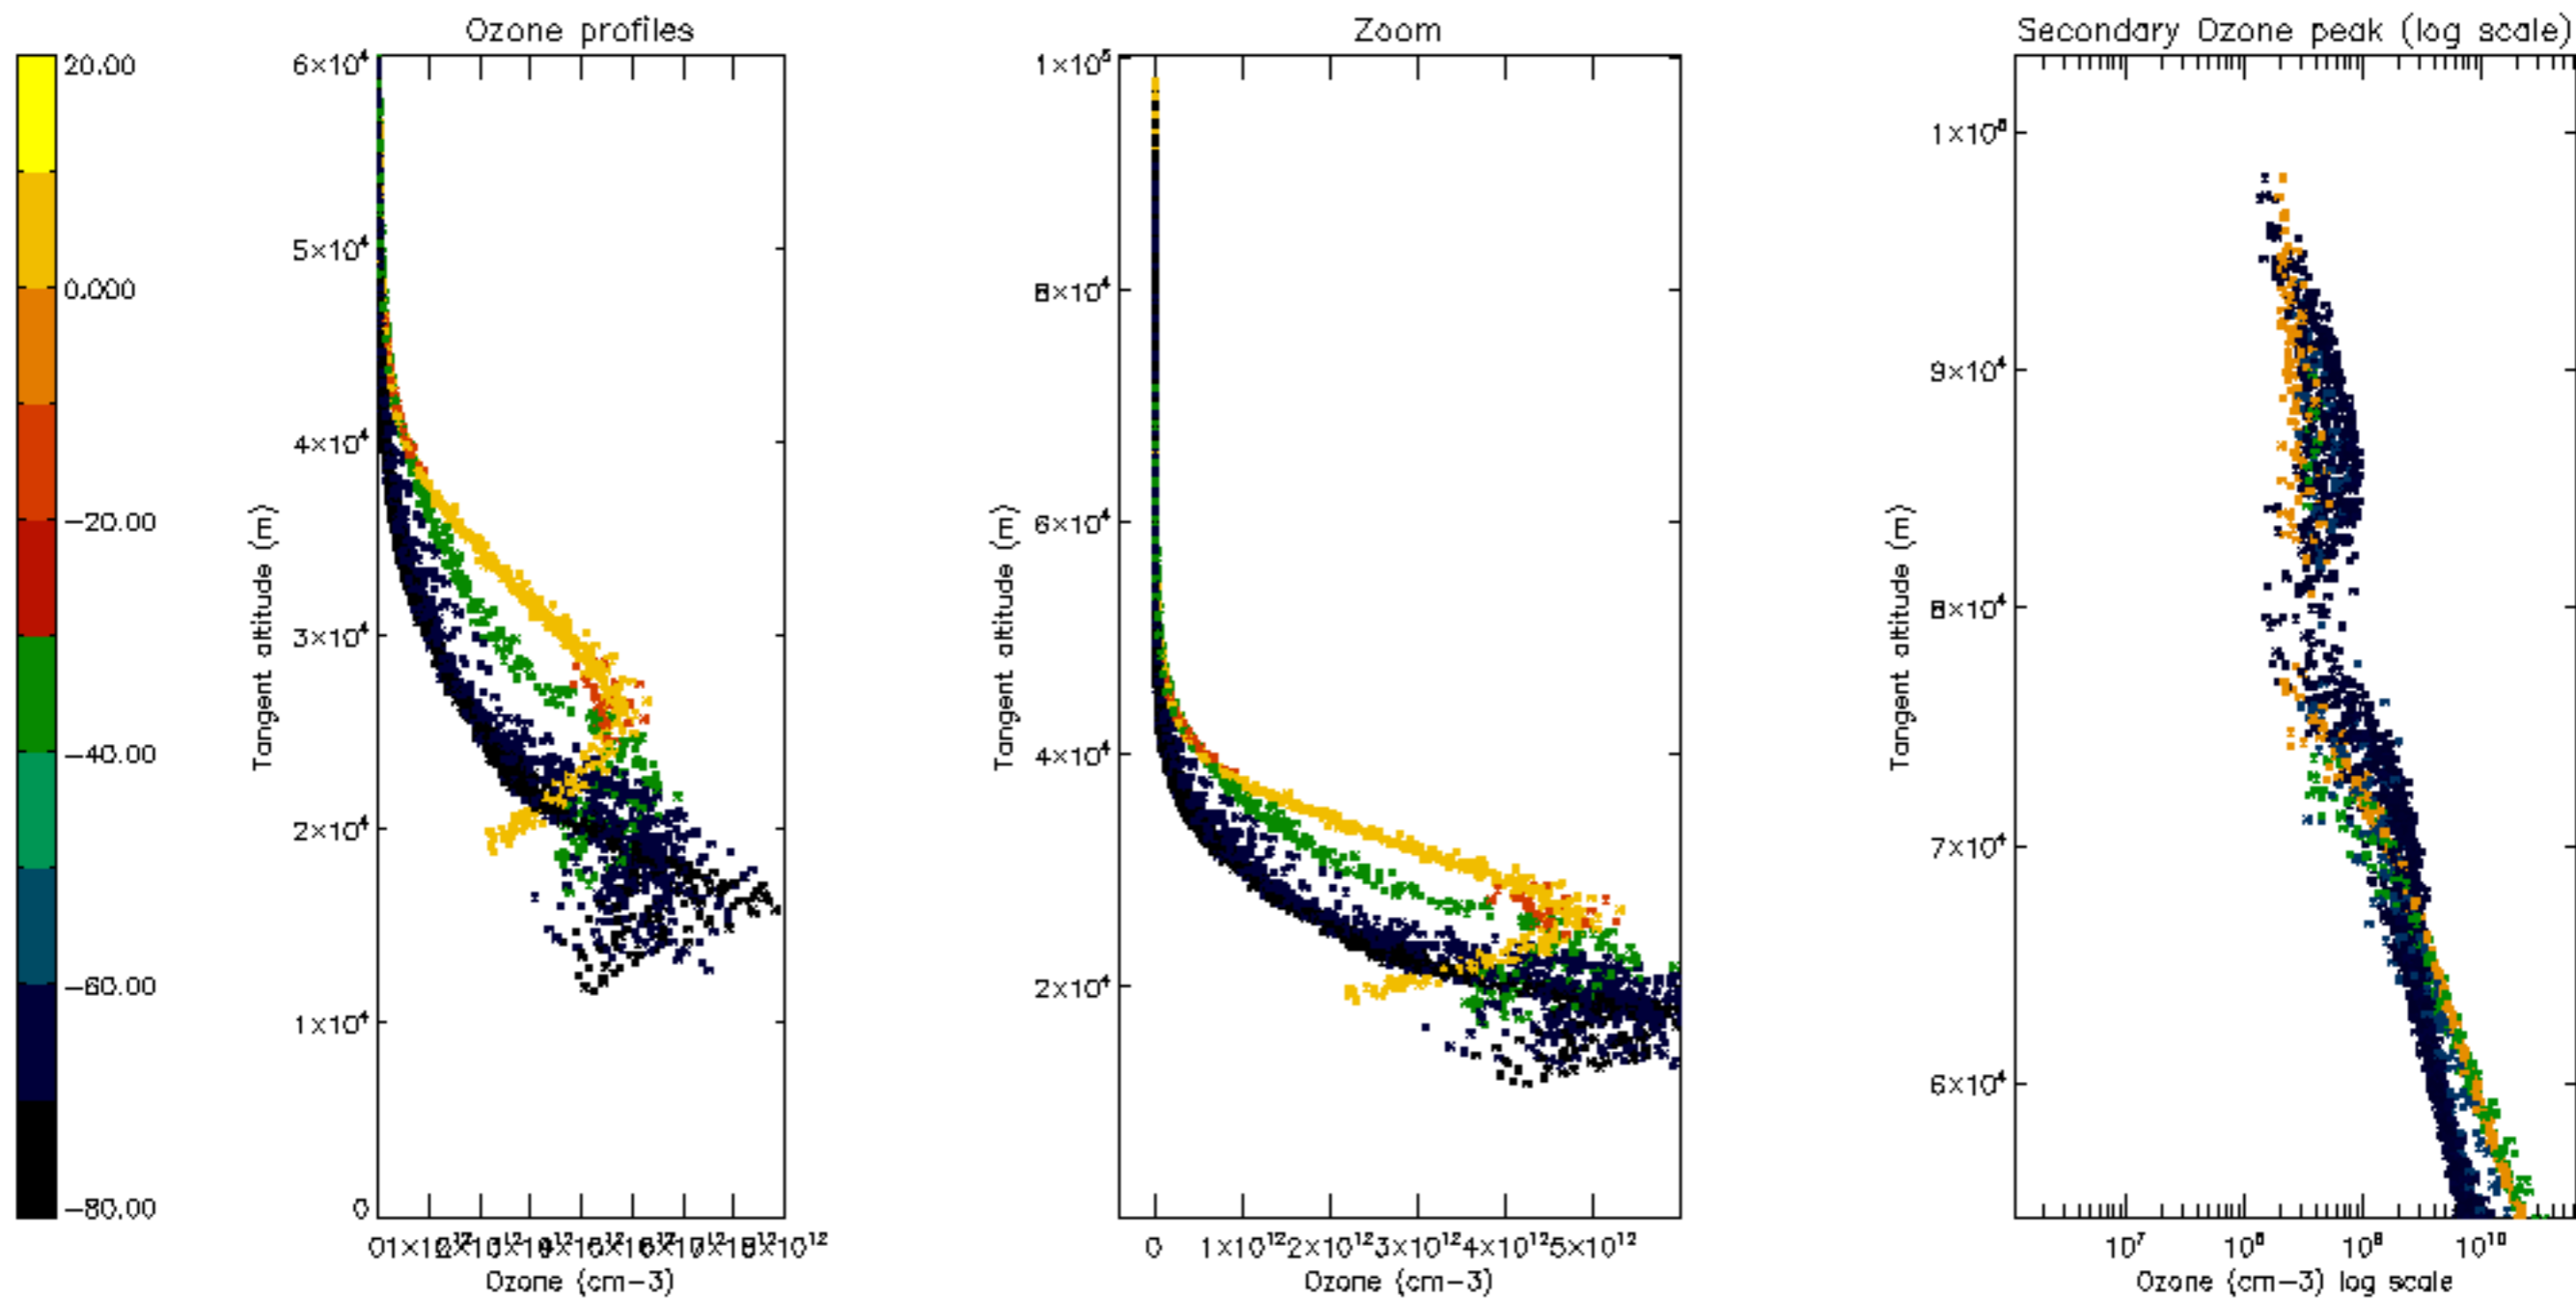 Ozone profiles
Zoom
Secondary Ozone peak (log scale)
20.00
0.000
−20.00
−40.00
−60.00
−80.00
Tangent altitude (m)
6×10⁴
5×10⁴
4×10⁴
3×10⁴
2×10⁴
1×10⁴
0
Ozone (cm−3)
Tangent altitude (m)
1×10⁵
8×10⁴
6×10⁴
4×10⁴
2×10⁴
0 1×10¹² 2×10¹² 3×10¹² 4×10¹² 5×10¹²
Ozone (cm−3)
Tangent altitude (m)
9×10⁴
8×10⁴
7×10⁴
6×10⁴
10⁷ 10⁸ 10⁹ 10¹⁰
Ozone (cm−3) log scale